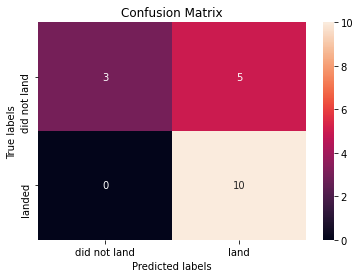 Confusion Matrix
True labels
did not land
landed
3
5
0
10
did not land
land
Predicted labels
10
8
6
4
2
0